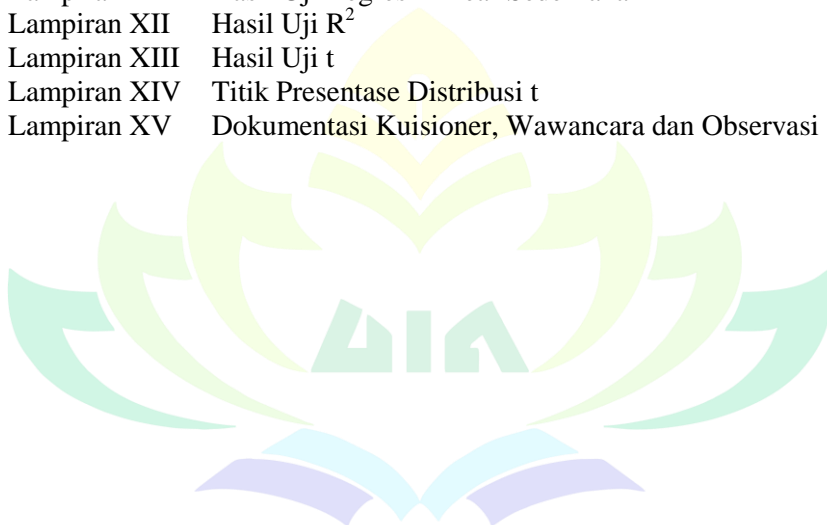 Lampiran XII Hasil Uji R²
Lampiran XIII Hasil Uji t
Lampiran XIV Titik Presentase Distribusi t
Lampiran XV Dokumentasi Kuisioner, Wawancara dan Observasi
UIN